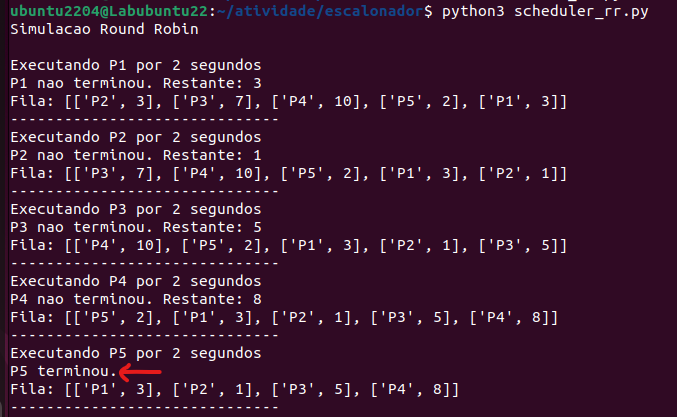 ubuntu2204@Labubuntu22:~/atividade/escalonador$ python3 scheduler_rr.py
Simulacao Round Robin
Executando P1 por 2 segundos
P1 nao terminou. Restante: 3
Fila: [['P2', 3], ['P3', 7], ['P4', 10], ['P5', 2], ['P1', 3]]
------------------------------
Executando P2 por 2 segundos
P2 nao terminou. Restante: 1
Fila: [['P3', 7], ['P4', 10], ['P5', 2], ['P1', 3], ['P2', 1]]
------------------------------
Executando P3 por 2 segundos
P3 nao terminou. Restante: 5
Fila: [['P4', 10], ['P5', 2], ['P1', 3], ['P2', 1], ['P3', 5]]
------------------------------
Executando P4 por 2 segundos
P4 nao terminou. Restante: 8
Fila: [['P5', 2], ['P1', 3], ['P2', 1], ['P3', 5], ['P4', 8]]
------------------------------
Executando P5 por 2 segundos
P5 terminou.
Fila: [['P1', 3], ['P2', 1], ['P3', 5], ['P4', 8]]
------------------------------